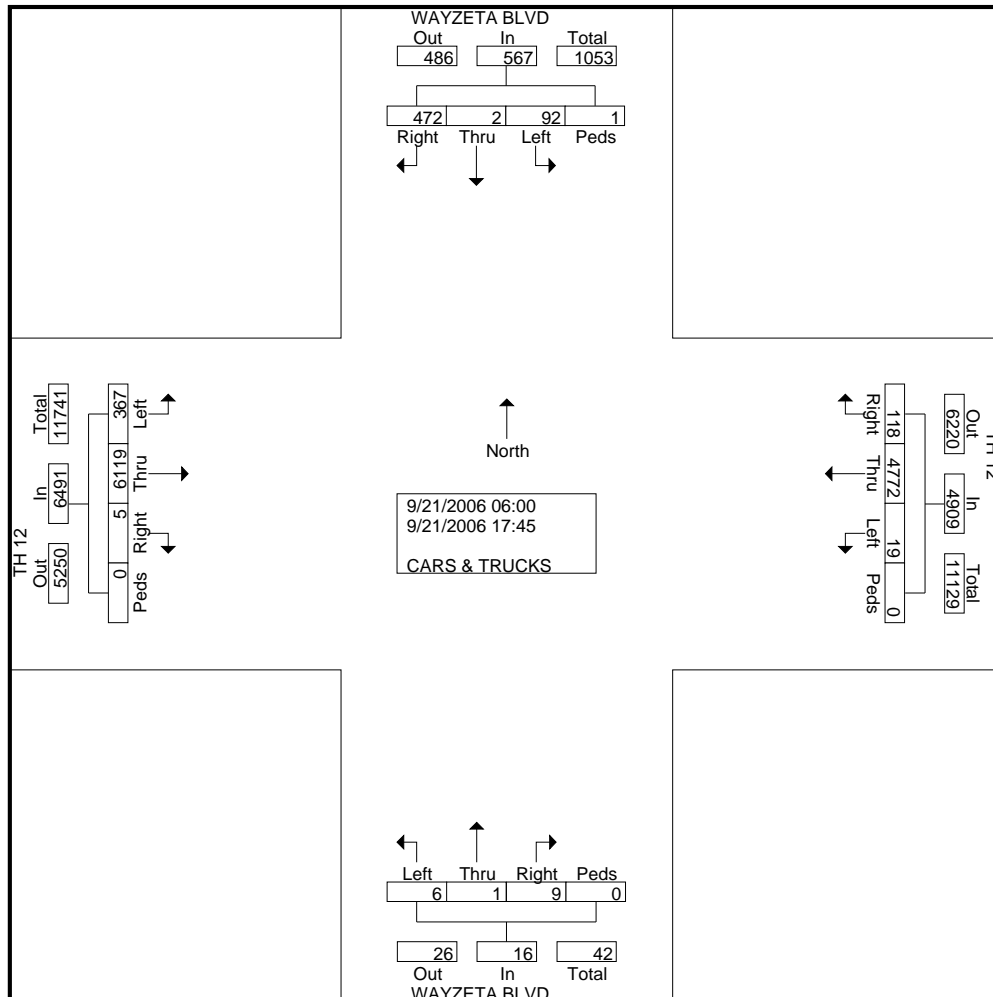 WAYZETA BLVD
Out In Total
486 567 1053
472 2 92 1
Right Thru Left Peds
TH 12
Total In Out
11741 6491 5250
367 6119 5 0
Left Thru Right Peds
North
9/21/2006 06:00
9/21/2006 17:45
CARS & TRUCKS
Right Thru Left Peds
118 4772 19 0
Out In Total
6220 4909 11129
TH 12
Left Thru Right Peds
6 1 9 0
26 16 42
Out In Total
WAYZETA BLVD